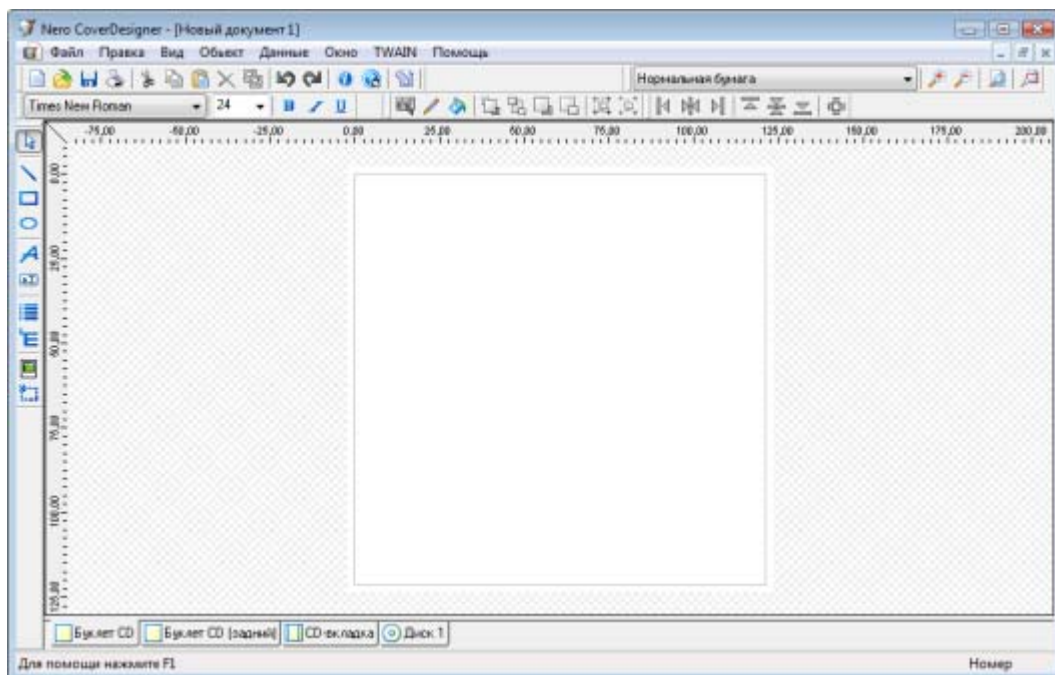 Nero CoverDesigner - [Новый документ1]
Файл Правка Вид Объект Данные Окно TWAIN Помощь
Нормальная бумага
Times New Roman 24
-75,00 -50,00 -25,00 0,00 25,00 50,00 75,00 100,00 125,00 150,00 175,00 200,00
0,00
25,00
50,00
75,00
100,00
125,00
Буклет CD Буклет CD (задний) CD-вкладка Диск 1
Для помощи нажмите F1 Номер